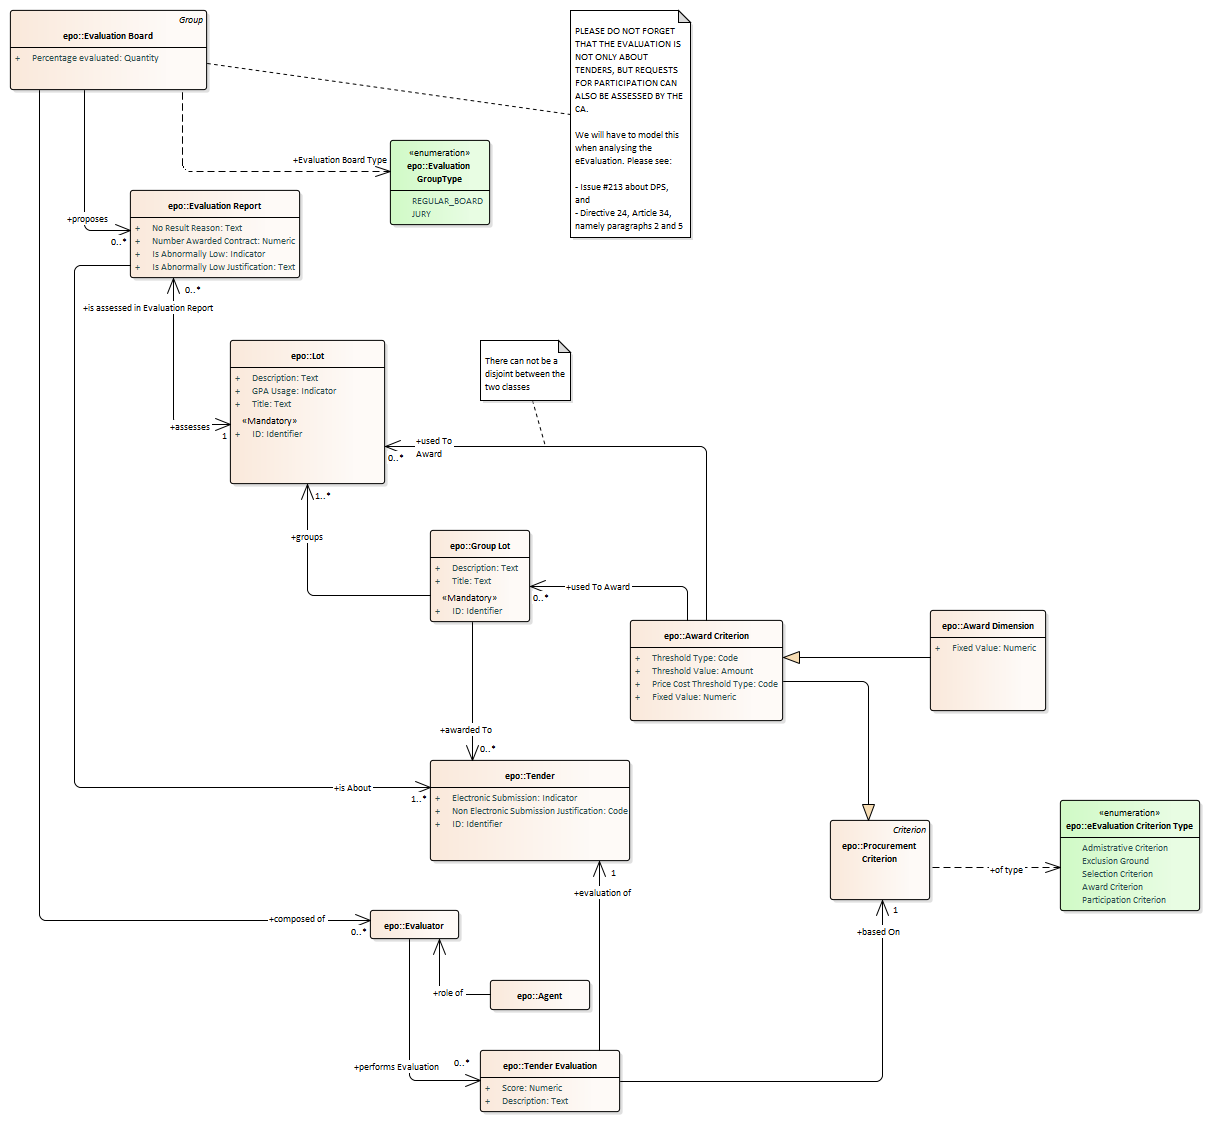 Group
epo::Evaluation Board
+ Percentage evaluated: Quantity
PLEASE DO NOT FORGET
THAT THE EVALUATION IS
NOT ONLY ABOUT
TENDERS, BUT REQUESTS
FOR PARTICIPATION CAN
ALSO BE ASSESSED BY THE
CA.
We will have to model this
when analysing the
eEvaluation. Please see:
- Issue #213 about DPS,
and
- Directive 24, Article 34,
namely paragraphs 2 and 5
+Evaluation Board Type
«enumeration»
epo::Evaluation
GroupType
REGULAR_BOARD
JURY
+proposes
0..*
epo::Evaluation Report
+ No Result Reason: Text
+ Number Awarded Contract: Numeric
+ Is Abnormally Low: Indicator
+ Is Abnormally Low Justification: Text
0..*
+is assessed in Evaluation Report
+assesses
1
epo::Lot
+ Description: Text
+ GPA Usage: Indicator
+ Title: Text
«Mandatory»
+ ID: Identifier
There can not be a
disjoint between the
two classes
+used To
Award
0..*
1..*
+groups
epo::Group Lot
+ Description: Text
+ Title: Text
«Mandatory»
+ ID: Identifier
+used To Award
0..*
epo::Award Criterion
+ Threshold Type: Code
+ Threshold Value: Amount
+ Price Cost Threshold Type: Code
+ Fixed Value: Numeric
epo::Award Dimension
+ Fixed Value: Numeric
+awarded To
0..*
epo::Tender
+ Electronic Submission: Indicator
+ Non Electronic Submission Justification: Code
+ ID: Identifier
+is About
1..*
Criterion
epo::Procurement
Criterion
+of type
«enumeration»
epo::eEvaluation Criterion Type
Admistrative Criterion
Exclusion Ground
Selection Criterion
Award Criterion
Participation Criterion
1
+evaluation of
1
+based On
+composed of
0..*
epo::Evaluator
+role of
epo::Agent
+performs Evaluation
0..*
epo::Tender Evaluation
+ Score: Numeric
+ Description: Text